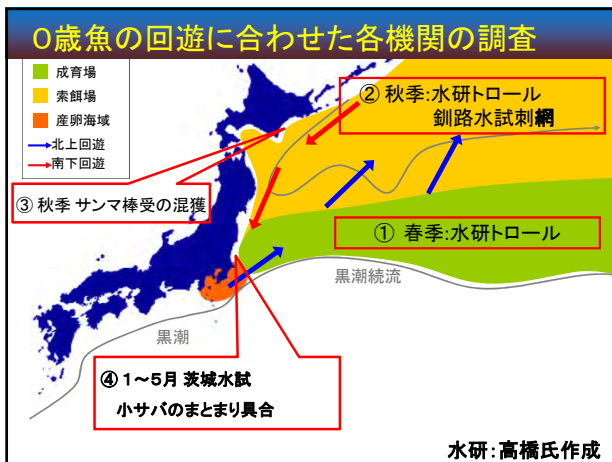 0歳魚の回遊に合わせた各機関の調査
成育場
索餌場
産卵海域
北上回遊
南下回遊
② 秋季:水研トロール
釧路水試刺網
③ 秋季 サンマ棒受の混獲
① 春季:水研トロール
黒潮続流
黒潮
④ 1～5月 茨城水試
小サバのまとまり具合
水研:高橋氏作成